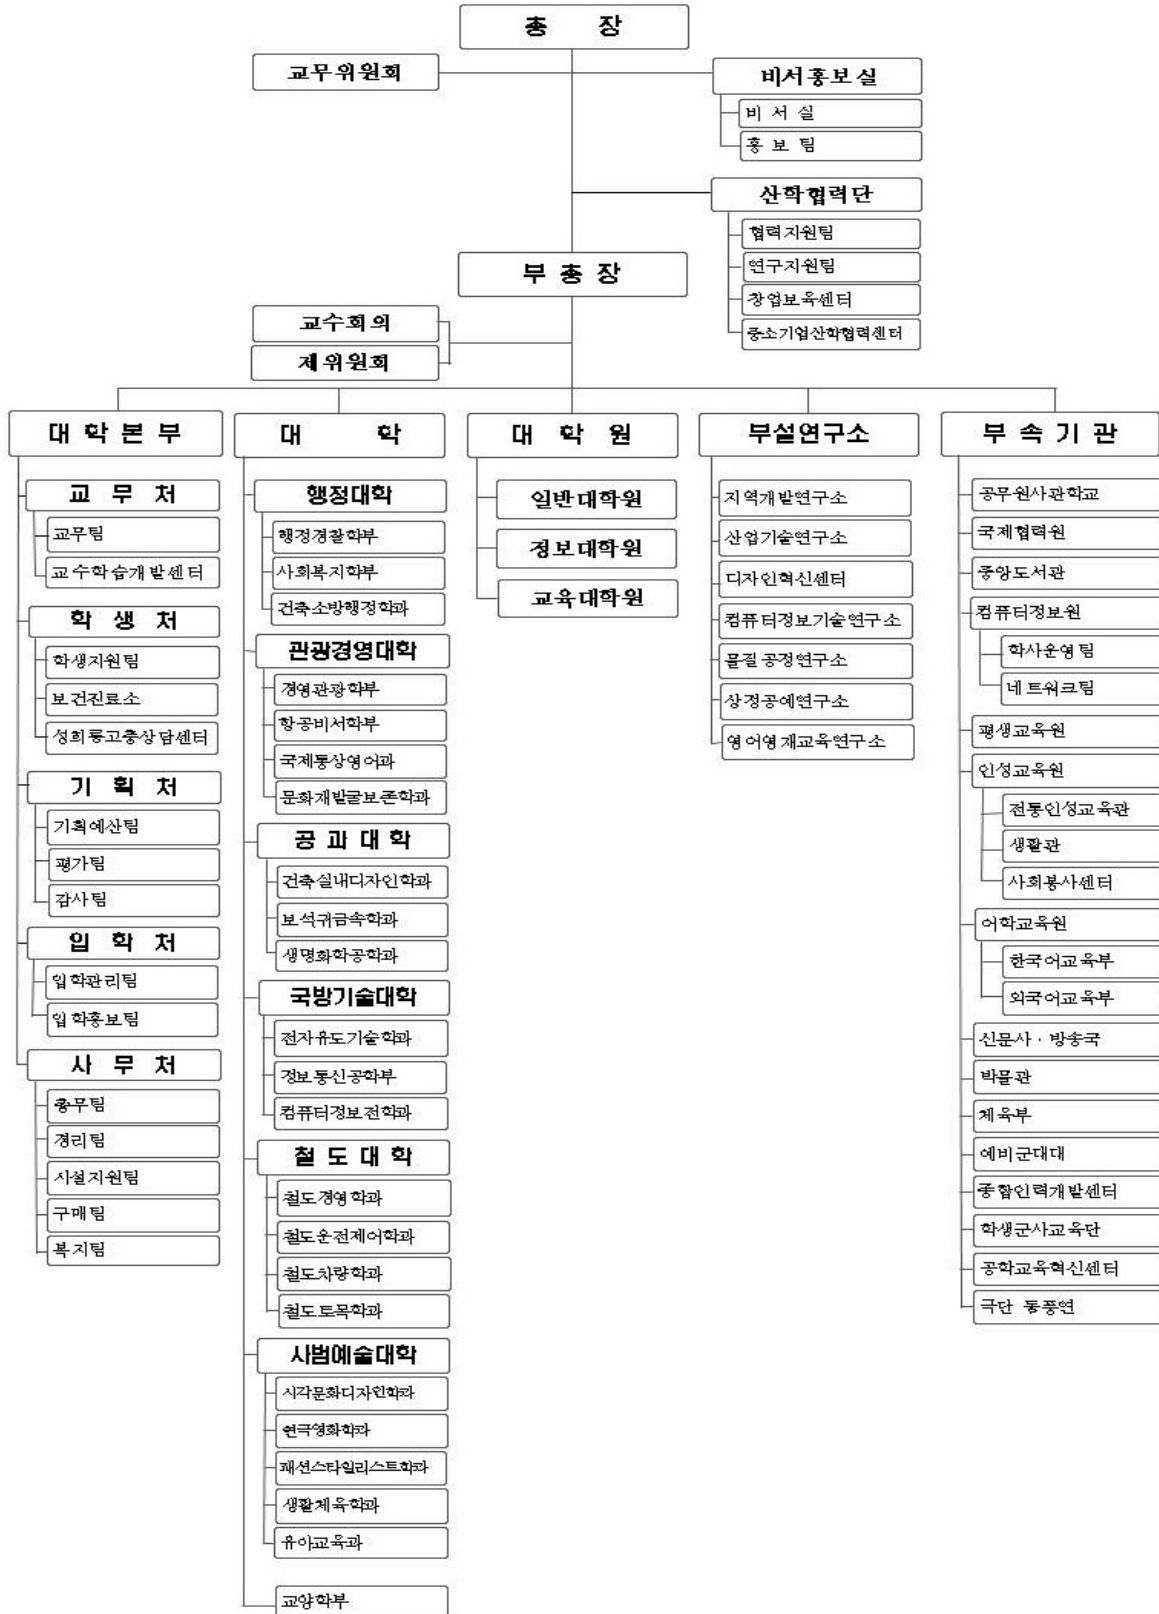 총 장
교무위원회
비서홍보실
비 서 실
홍 보 팀
산학협력단
협력지원팀
연구지원팀
창업보육센터
중소기업산학협력센터
부 총 장
교수회의
제위원회
대 학 본 부
교 무 처
교무팀
교수학습개발센터
학 생 처
학생지원팀
보건진료소
성희롱고충상담센터
기 획 처
기획예산팀
평가팀
감사팀
입 학 처
입학관리팀
입학홍보팀
사 무 처
총무팀
경리팀
시설지원팀
구매팀
복지팀
대 학
행정대학
행정경찰학부
사회복지학부
건축소방행정학과
관광경영대학
경영관광학부
항공비서학부
국제통상영어과
문화재발굴보존학과
공 과 대 학
건축실내디자인학과
보석귀금속학과
생명화학공학과
국방기술대학
전자유도기술학과
정보통신공학부
컴퓨터정보전학과
철 도 대 학
철도경영학과
철도운전제어학과
철도차량학과
철도토목학과
사범예술대학
시각문화디자인학과
연극영화학과
패션스타일리스트학과
생활체육학과
유아교육과
교양학부
대 학 원
일반대학원
정보대학원
교육대학원
부설연구소
지역개발연구소
산업기술연구소
디자인혁신센터
컴퓨터정보기술연구소
물질공정연구소
상정공예연구소
영어영재교육연구소
부 속 기 관
공무원사관학교
국제협력원
중앙도서관
컴퓨터정보원
학사운영팀
네트워크팀
평생교육원
인성교육원
전통인성교육관
생활관
사회봉사센터
어학교육원
한국어교육부
외국어교육부
신문사 · 방송국
박물관
체육부
예비군대대
종합인력개발센터
학생군사교육단
공학교육혁신센터
극단 동풍연